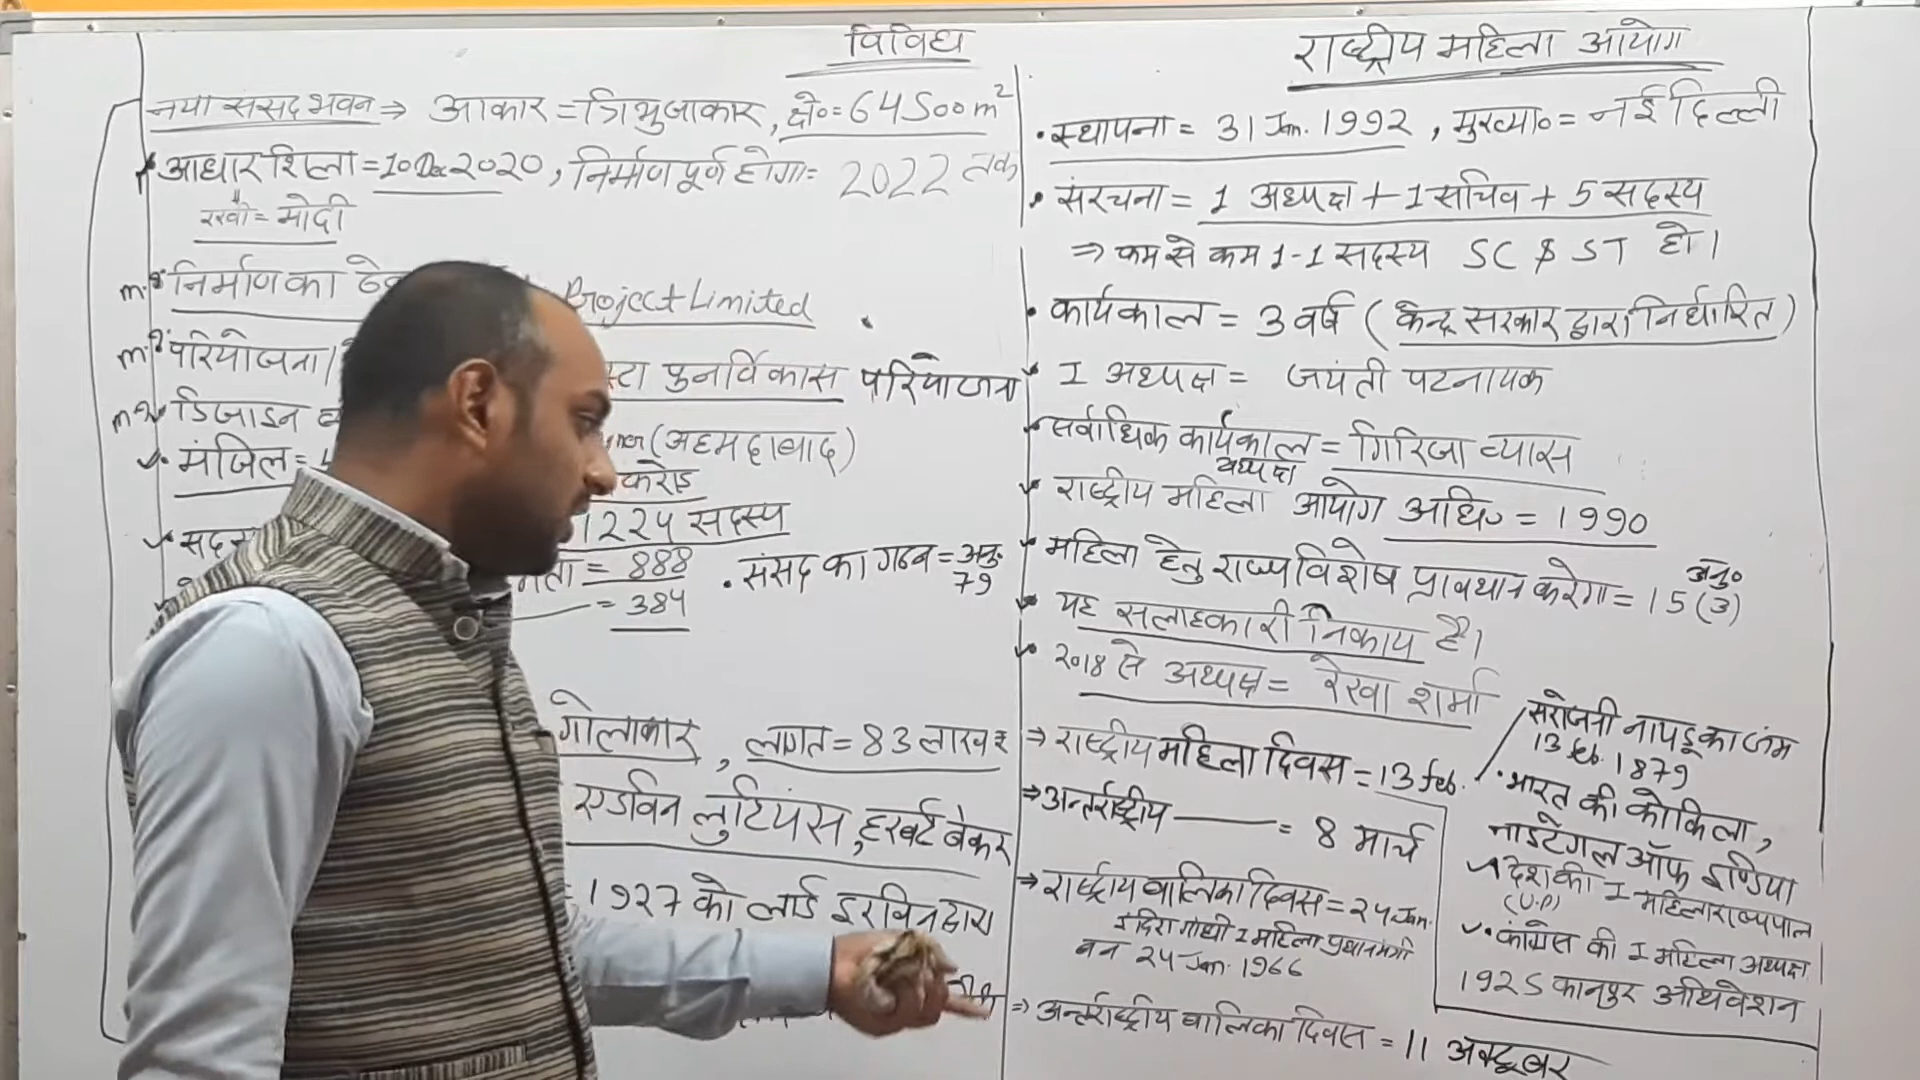 विविध
नया संसद भवन ⇒ आकार = त्रिभुजाकार, क्षे० = 64500 m²
आधारशिला = 10 Dec 2020, निर्माण पूर्ण होगा = 2022 तक
रखी = मोदी
निर्माण का Project Limited
परियोजना पुनर्विकास परियोजना
डिजाइन (अहमदाबाद)
मंजिल = करोड़
1224 सदस्य
= 888 . संसद का गठन = अनु०
79
= 384
गोलाकार, लागत = 83 लाख ₹
एडविन लुटियंस, हरबर्ट बेकर
= 1927 को लार्ड इरविन द्वारा
राष्ट्रीय महिला आयोग
• स्थापना = 31 Jan. 1992, मुख्या० = नई दिल्ली
• संरचना = 1 अध्यक्ष + 1 सचिव + 5 सदस्य
⇒ कम से कम 1-1 सदस्य SC & ST हो।
• कार्यकाल = 3 वर्ष (केन्द्र सरकार द्वारा निर्धारित)
I अध्यक्ष = जयंती पटनायक
सर्वाधिक कार्यकाल = गिरिजा व्यास
अध्यक्ष
राष्ट्रीय महिला आयोग अधि० = 1990
महिला हेतु राज्य विशेष प्रावधान करेगा = 15(3)
अनु०
यह सलाहकारी निकाय है।
2018 से अध्यक्ष = रेखा शर्मा
⇒ राष्ट्रीय महिला दिवस = 13 feb.
सरोजनी नायडू का जंम
13 feb. 1879
• भारत की कोकिला,
नाइटेंगल ऑफ इण्डिया
देश की I महिला राज्यपाल
(U.P)
• कांग्रेस की I महिला अध्यक्ष
1925 कानपुर अधिवेशन
⇒ अन्तर्राष्ट्रीय —— = 8 मार्च
⇒ राष्ट्रीय बालिका दिवस = 24 Jan.
इंदिरा गांधी I महिला प्रधानमंत्री
बन 24 Jan. 1966
⇒ अन्तर्राष्ट्रीय बालिका दिवस = 11 अक्टूबर